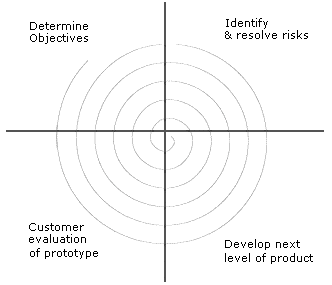 Determine
Objectives
Identify
& resolve risks
Customer
evaluation
of prototype
Develop next
level of product